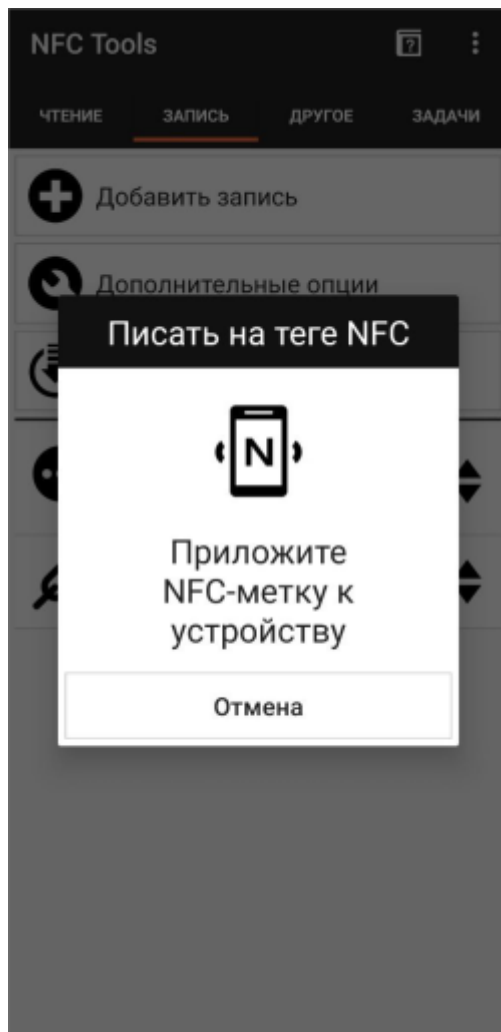 NFC Tools
ЧТЕНИЕ ЗАПИСЬ ДРУГОЕ ЗАДАЧИ
Добавить запись
Дополнительные опции
Писать на теге NFC
N
Приложите
NFC-метку к
устройству
Отмена